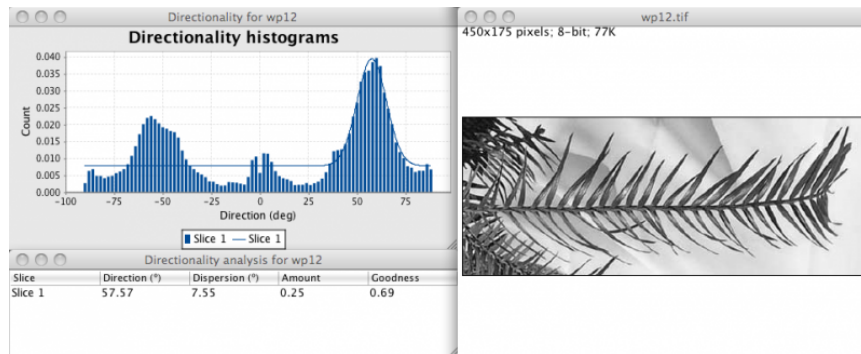 Directionality for wp12
Directionality histograms
0.040
0.035
0.030
0.025
0.020
0.015
0.010
0.005
0.000
Count
-100 -75 -50 -25 0 25 50 75
Direction (deg)
Slice 1 Slice 1
Directionality analysis for wp12
Slice Direction (°) Dispersion (°) Amount Goodness
Slice 1 57.57 7.55 0.25 0.69
wp12.tif
450x175 pixels; 8-bit; 77K